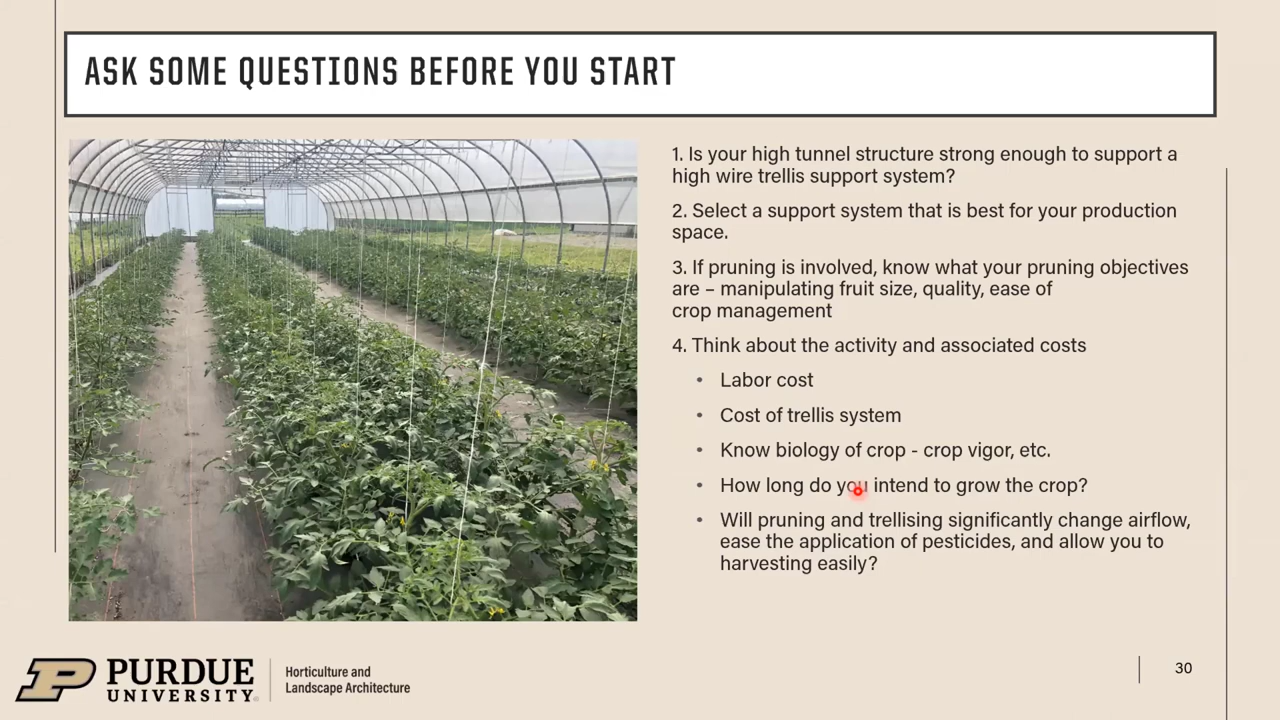 ASK SOME QUESTIONS BEFORE YOU START
1. Is your high tunnel structure strong enough to support a
high wire trellis support system?
2. Select a support system that is best for your production
space.
3. If pruning is involved, know what your pruning objectives
are – manipulating fruit size, quality, ease of
crop management
4. Think about the activity and associated costs
• Labor cost
• Cost of trellis system
• Know biology of crop - crop vigor, etc.
• How long do you intend to grow the crop?
• Will pruning and trellising significantly change airflow,
ease the application of pesticides, and allow you to
harvesting easily?
PURDUE
UNIVERSITY®
Horticulture and
Landscape Architecture
30